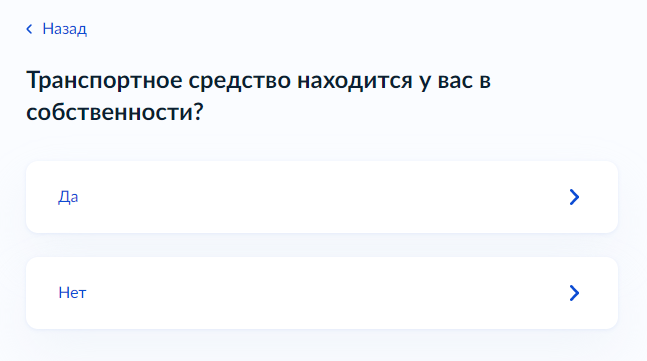 Назад
Транспортное средство находится у вас в
собственности?
Да
Нет